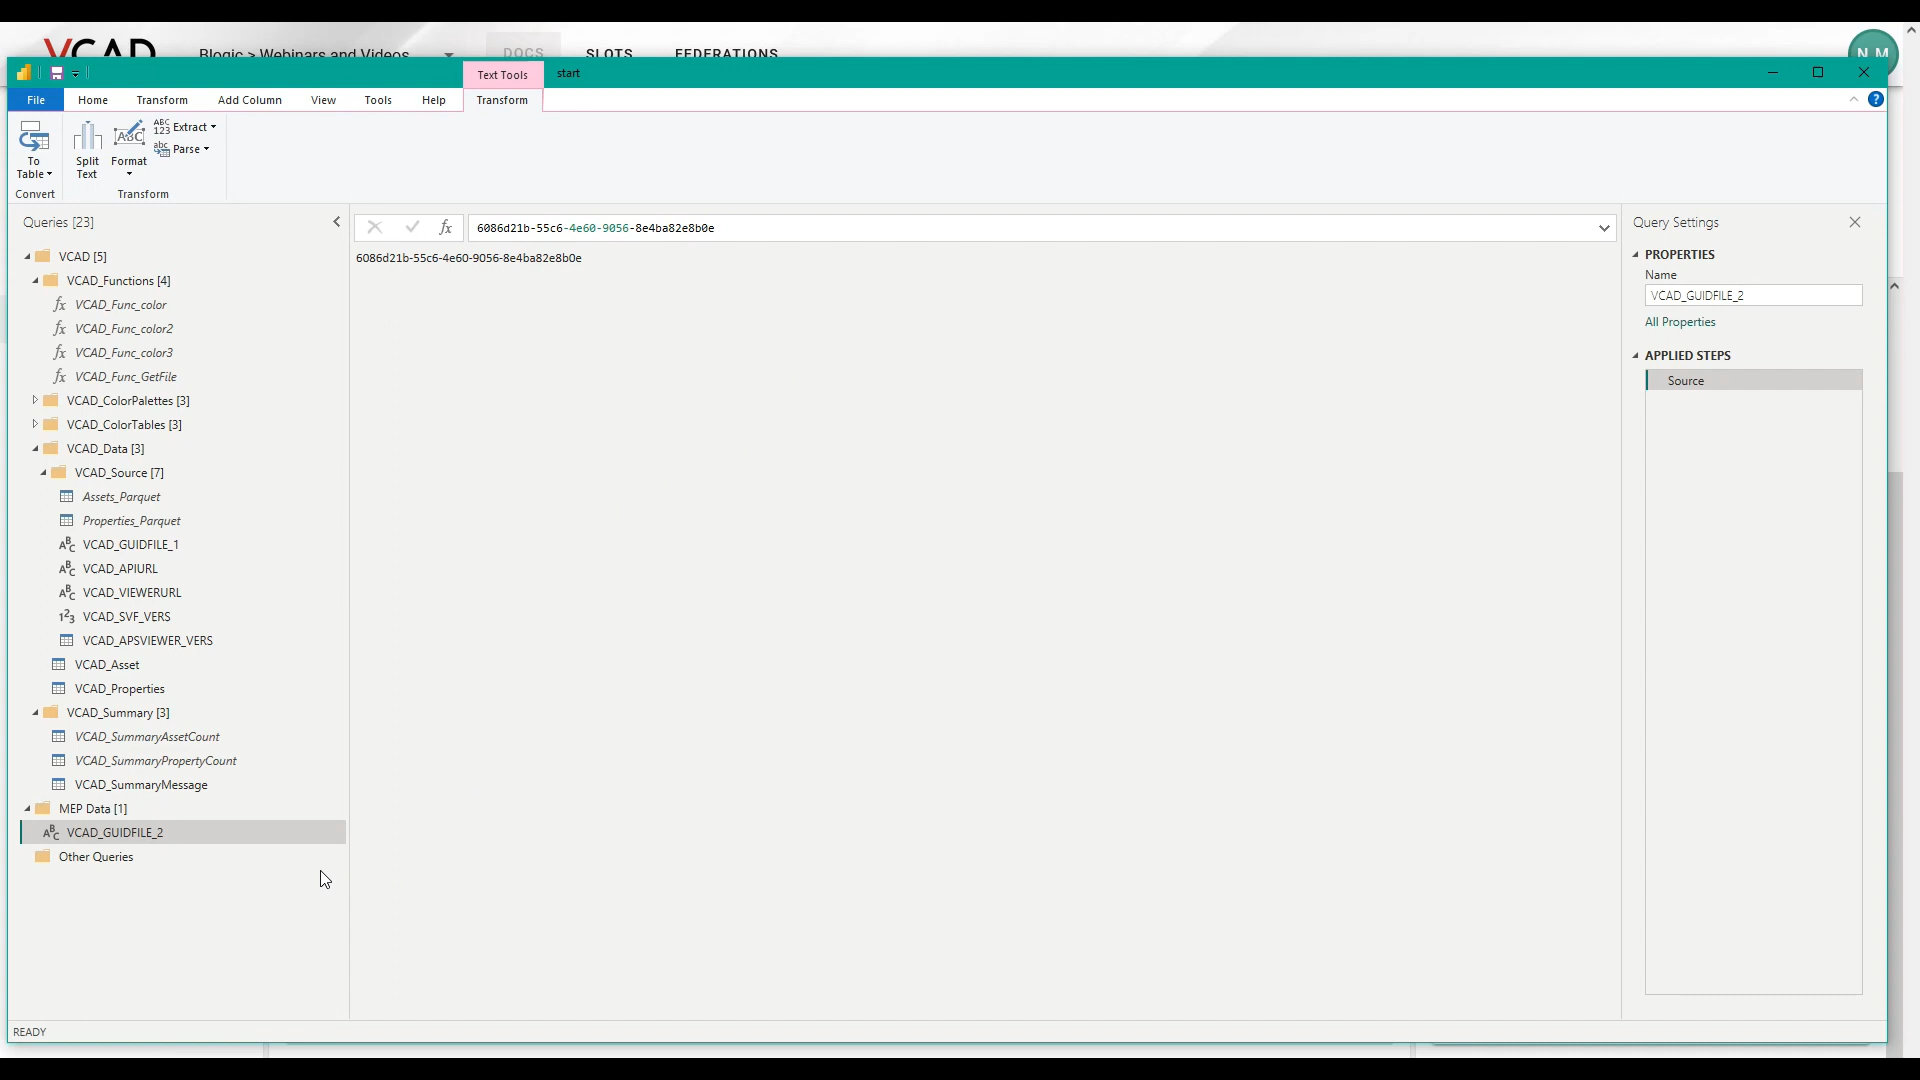 VCAD Blogic > Webinars and Videos DOCS SLOTS FEDERATIONS N M
Text Tools start
File Home Transform Add Column View Tools Help Transform
To Table
Split Text
Format
Extract
Parse
Convert Transform
Queries [23]
6086d21b-55c6-4e60-9056-8e4ba82e8b0e
6086d21b-55c6-4e60-9056-8e4ba82e8b0e
VCAD [5]
VCAD_Functions [4]
VCAD_Func_color
VCAD_Func_color2
VCAD_Func_color3
VCAD_Func_GetFile
VCAD_ColorPalettes [3]
VCAD_ColorTables [3]
VCAD_Data [3]
VCAD_Source [7]
Assets_Parquet
Properties_Parquet
VCAD_GUIDFILE_1
VCAD_APIURL
VCAD_VIEWERURL
VCAD_SVF_VERS
VCAD_APSVIEWER_VERS
VCAD_Asset
VCAD_Properties
VCAD_Summary [3]
VCAD_SummaryAssetCount
VCAD_SummaryPropertyCount
VCAD_SummaryMessage
MEP Data [1]
VCAD_GUIDFILE_2
Other Queries
Query Settings
PROPERTIES
Name
VCAD_GUIDFILE_2
All Properties
APPLIED STEPS
Source
READY